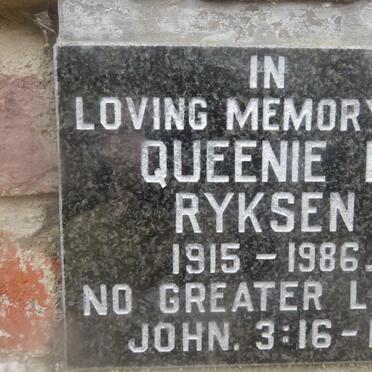 IN
LOVING MEMORY
QUEENIE
RYKSEN
1915 - 1986.
NO GREATER L
JOHN. 3:16 -